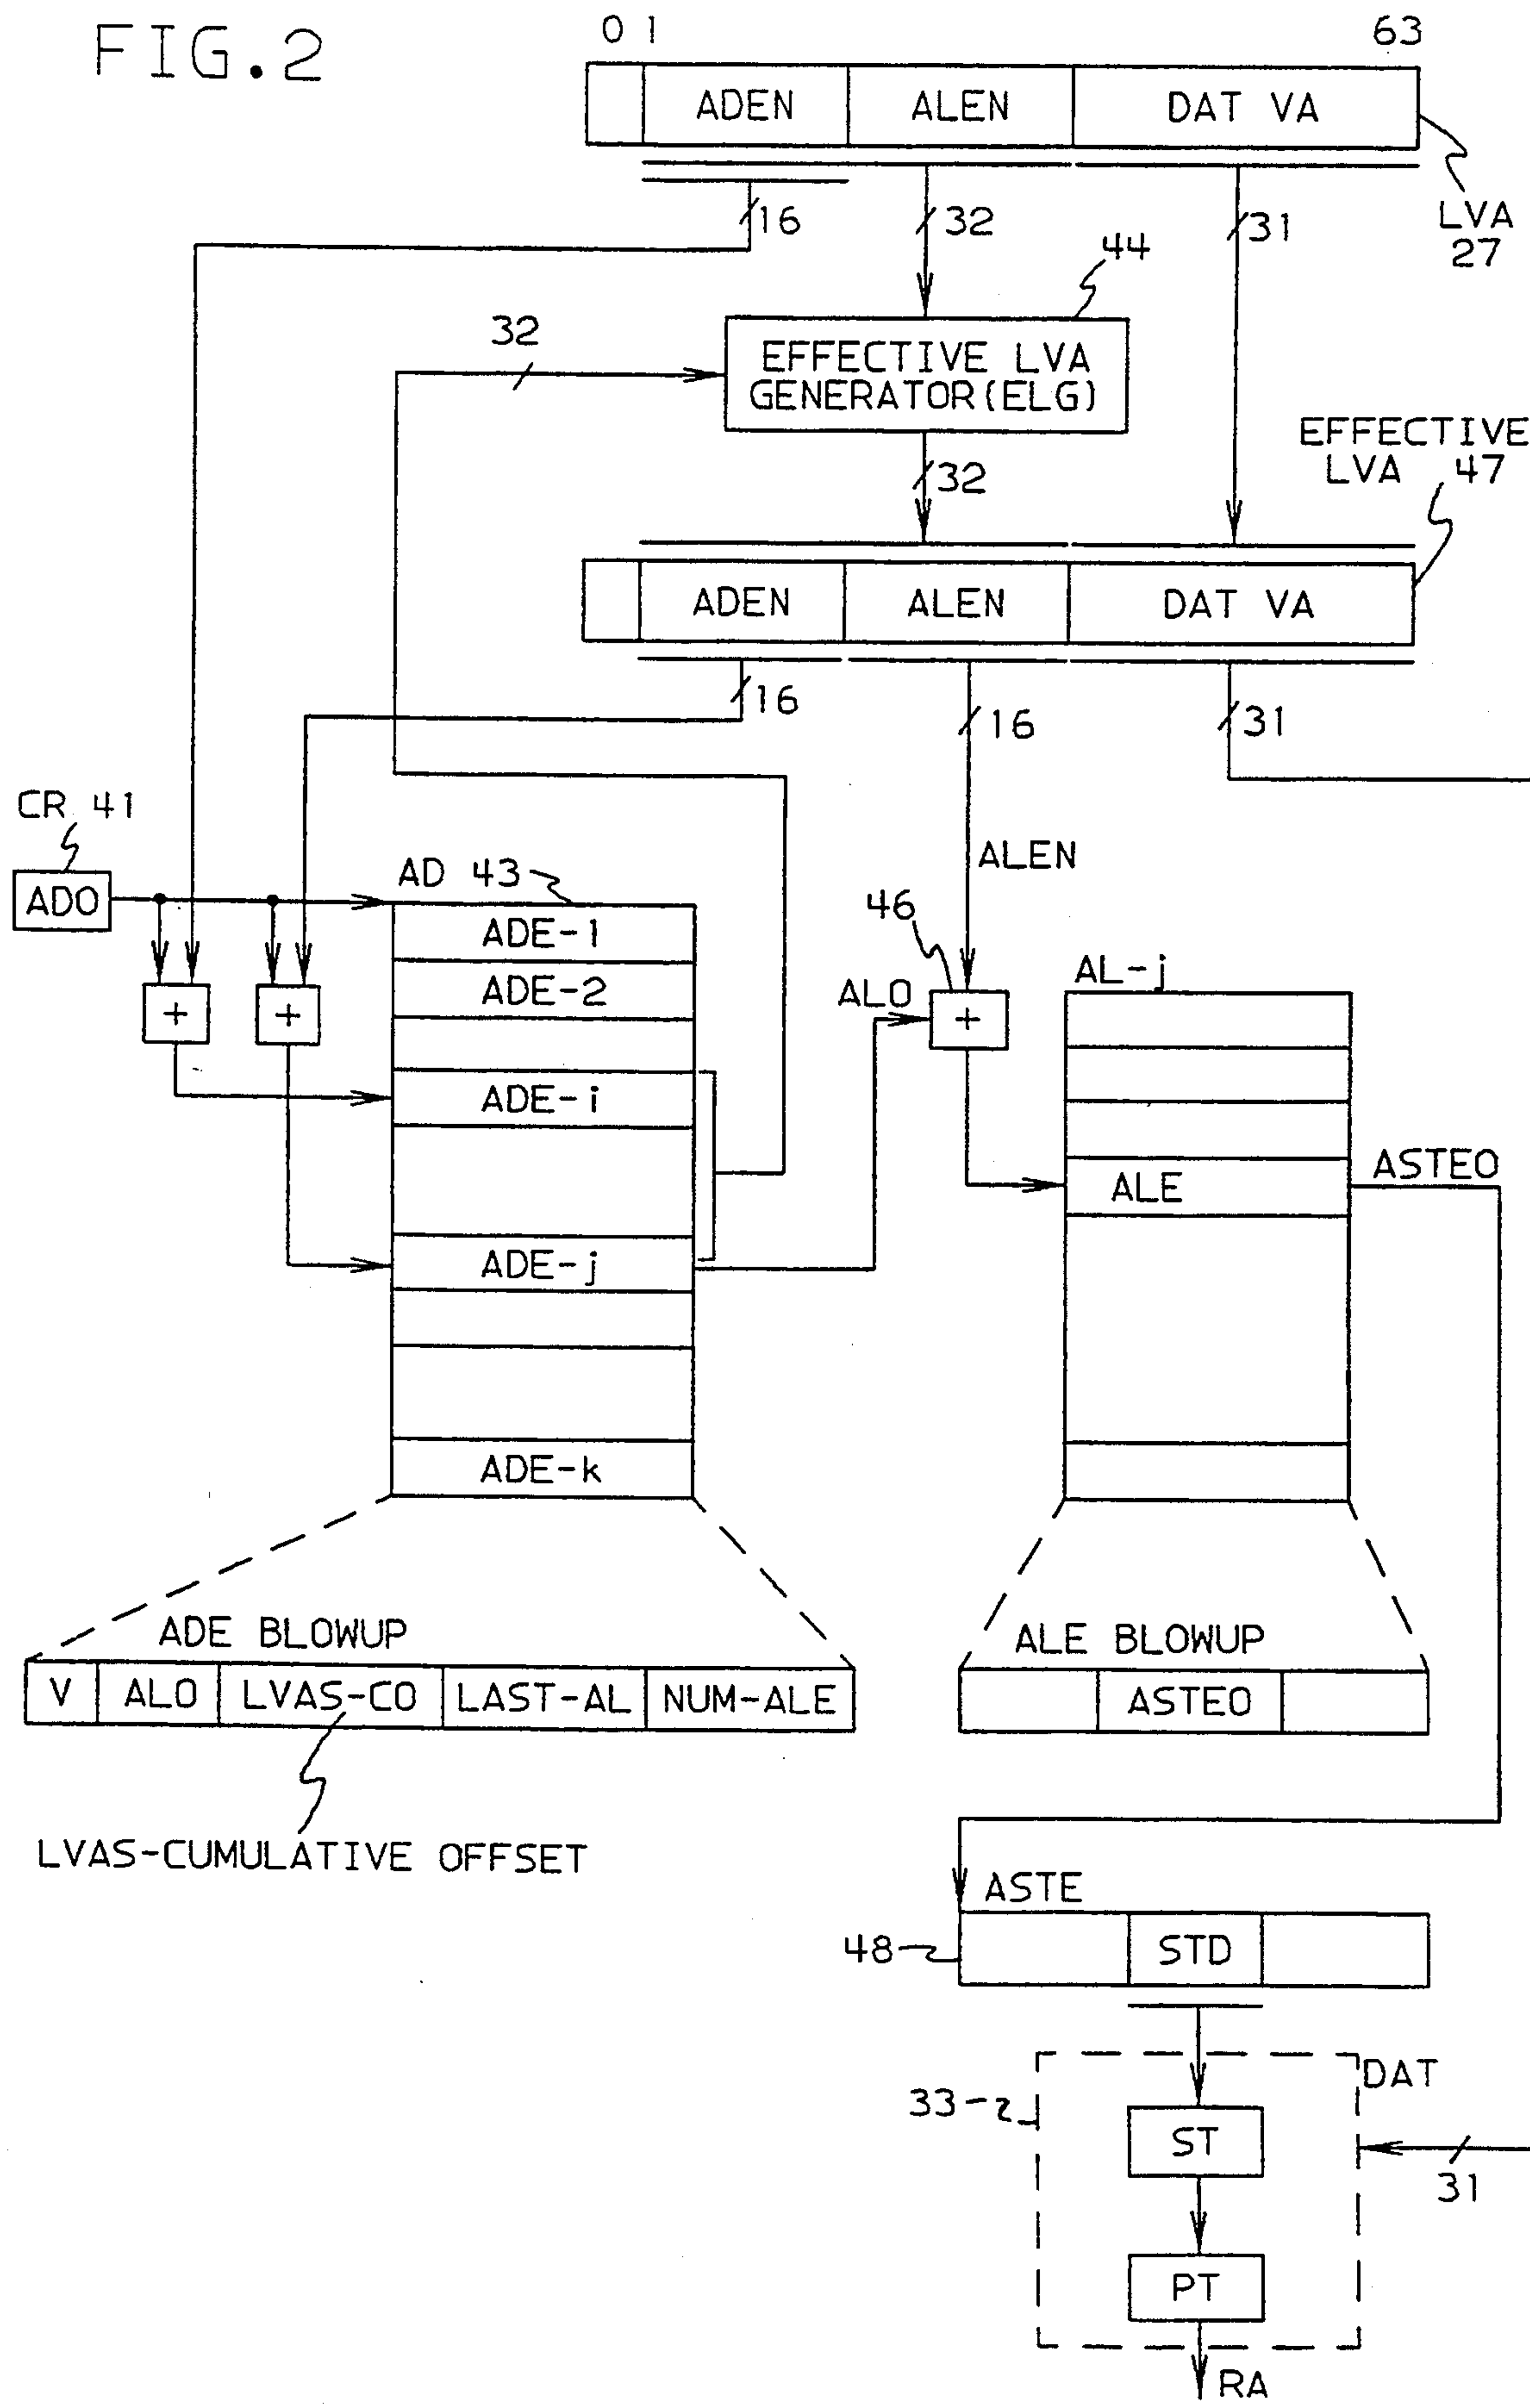 FIG.2
0 1 63
ADEN ALEN DAT VA
16 32 31
LVA
27
44
32
EFFECTIVE LVA
GENERATOR(ELG)
32
EFFECTIVE
LVA 47
ADEN ALEN DAT VA
16 16 31
CR 41
ADO
ALEN
AD 43
46
ADE-1
ADE-2
ALO
AL-j
+ + +
ADE-i
ASTEO
ALE
ADE-j
ADE-k
ADE BLOWUP
V ALO LVAS-CO LAST-AL NUM-ALE
LVAS-CUMULATIVE OFFSET
ALE BLOWUP
ASTEO
ASTE
48
STD
DAT
33
ST
31
PT
RA